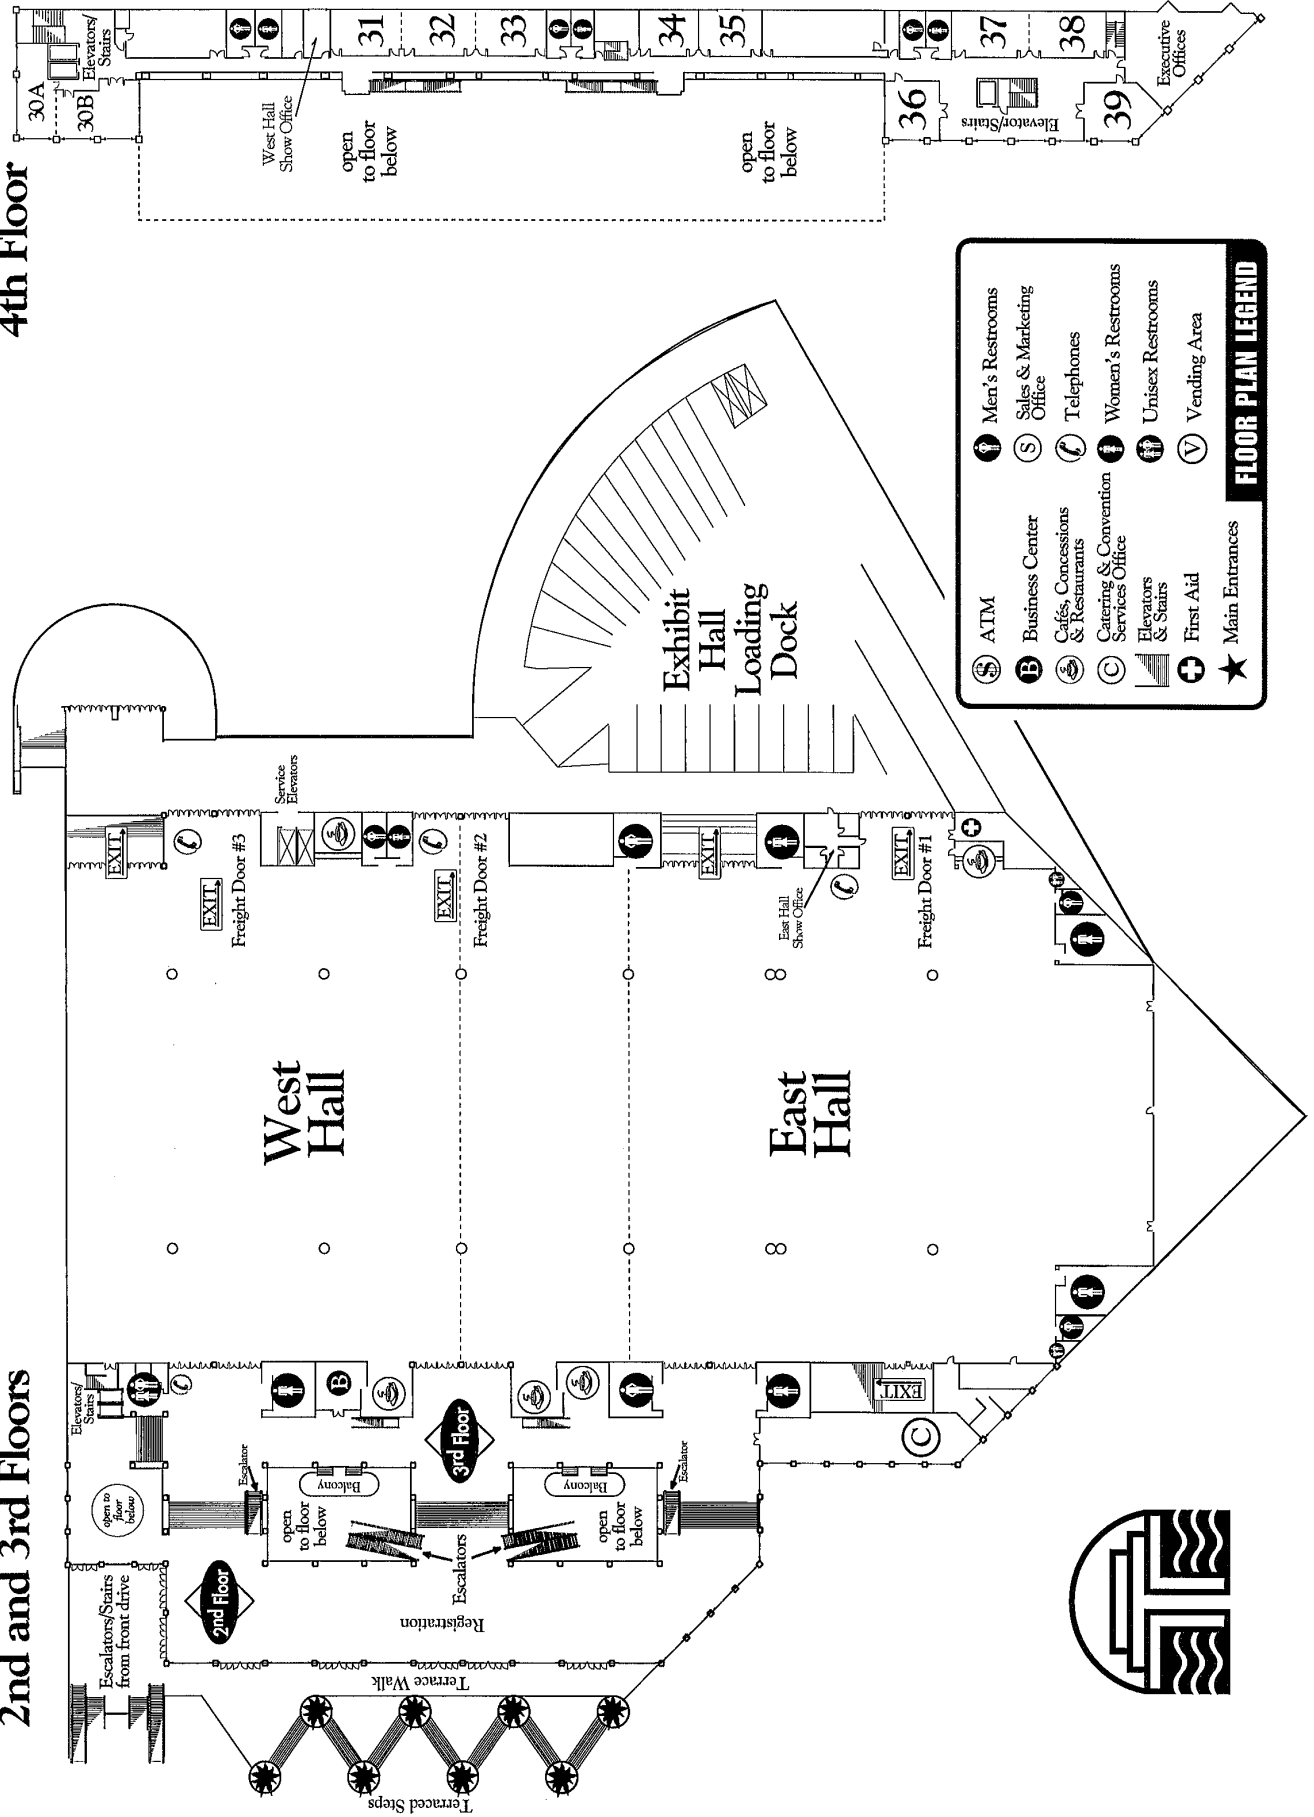 4th Floor
30A
30B
Elevators/
Stairs
West Hall
Show Office
31
32
33
34
35
36
37
38
39
Elevator/Stairs
Executive
Offices
open
to floor
below
open
to floor
below
2nd and 3rd Floors
Exhibit
Hall
Loading
Dock
Service
Elevators
EXIT
EXIT
Freight Door #3
EXIT
Freight Door #2
EXIT
East Hall
Show Office
EXIT
Freight Door #1
West
Hall
East
Hall
Elevators/
Stairs
B
3rd Floor
EXIT
C
open to
floor
below
Escalator
Balcony
open
to floor
below
Balcony
open
to floor
below
Escalator
Escalators
Escalators/Stairs
from front drive
2nd Floor
Registration
Terrace Walk
Terraced Steps
$ ATM
B Business Center
Cafés, Concessions
& Restaurants
C Catering & Convention
Services Office
Elevators
& Stairs
First Aid
Main Entrances
Men's Restrooms
S Sales & Marketing
Office
Telephones
Women's Restrooms
Unisex Restrooms
V Vending Area
FLOOR PLAN LEGEND